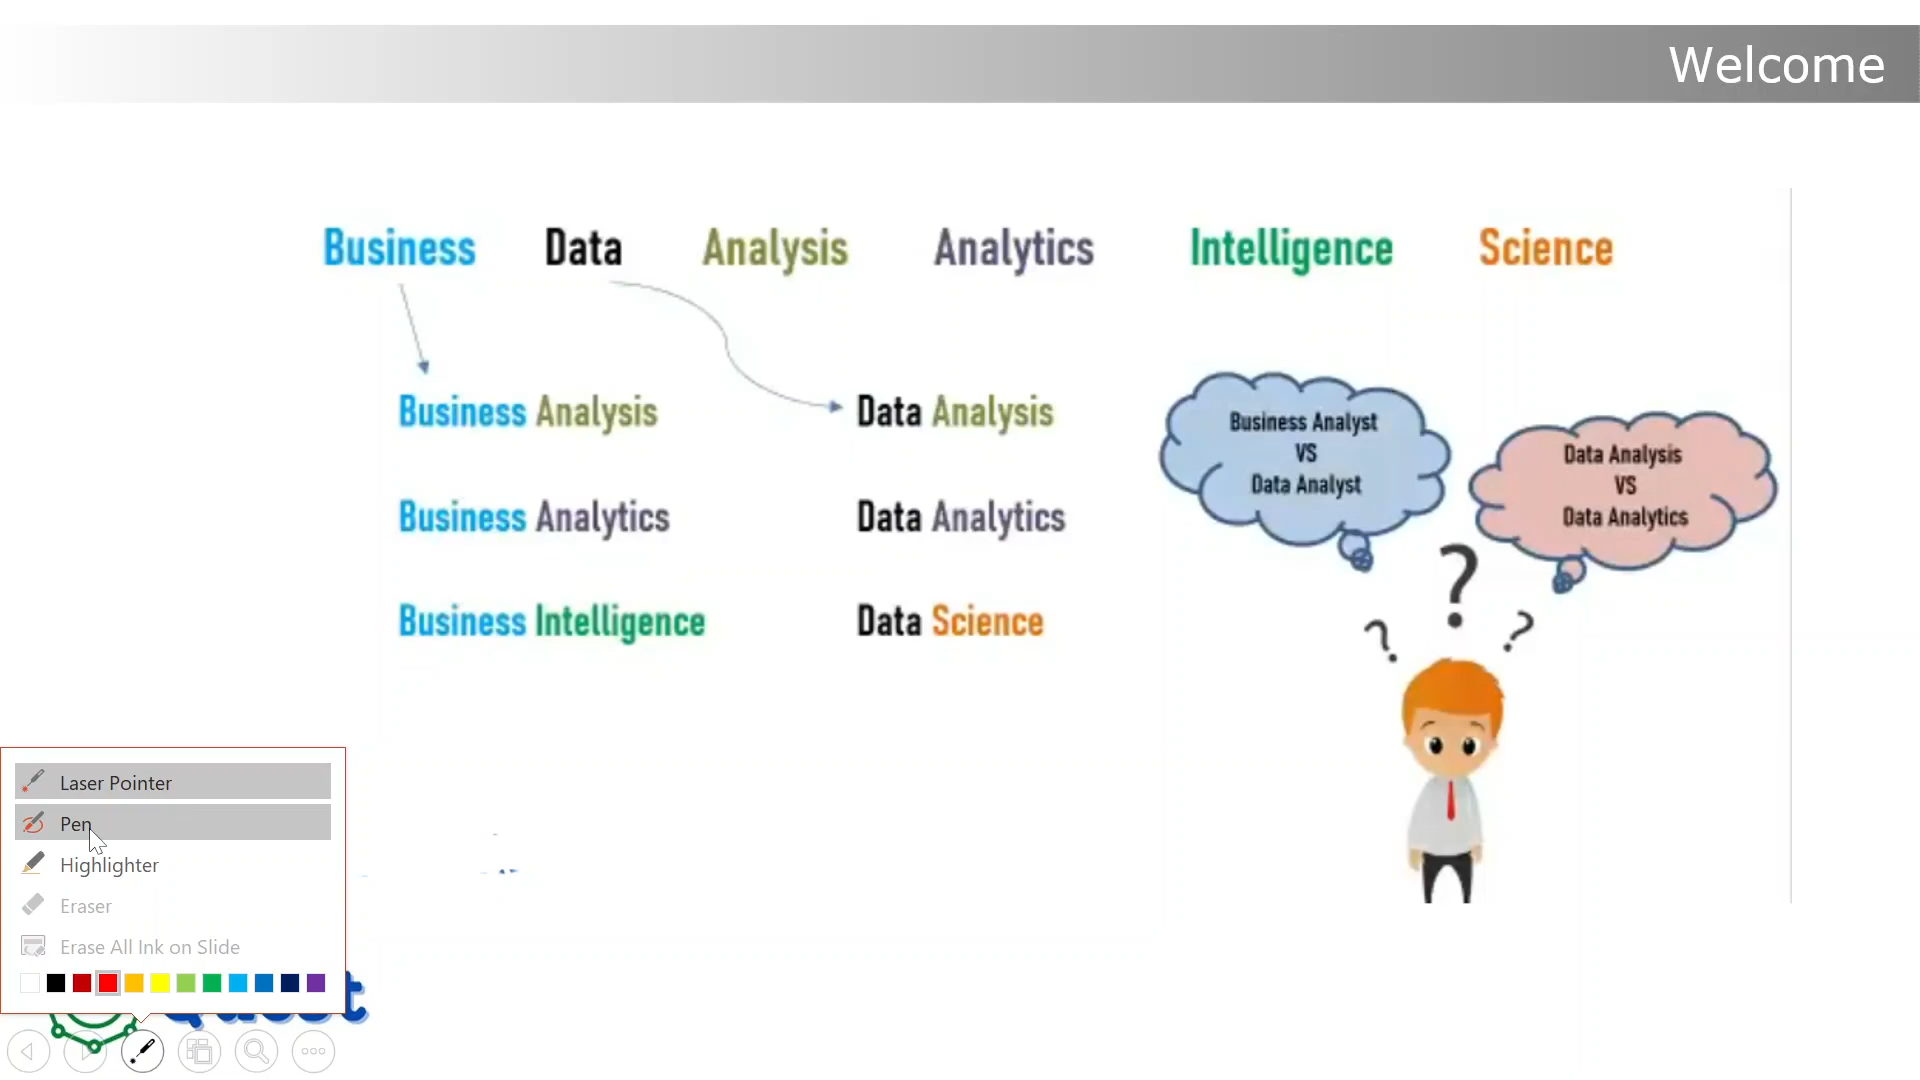 Welcome
Business Data Analysis Analytics Intelligence Science
Business Analysis
Data Analysis
Business Analytics
Data Analytics
Business Intelligence
Data Science
Business Analyst
VS
Data Analyst
Data Analysis
VS
Data Analytics
?
? ?
Laser Pointer
Pen
Highlighter
Eraser
Erase All Ink on Slide